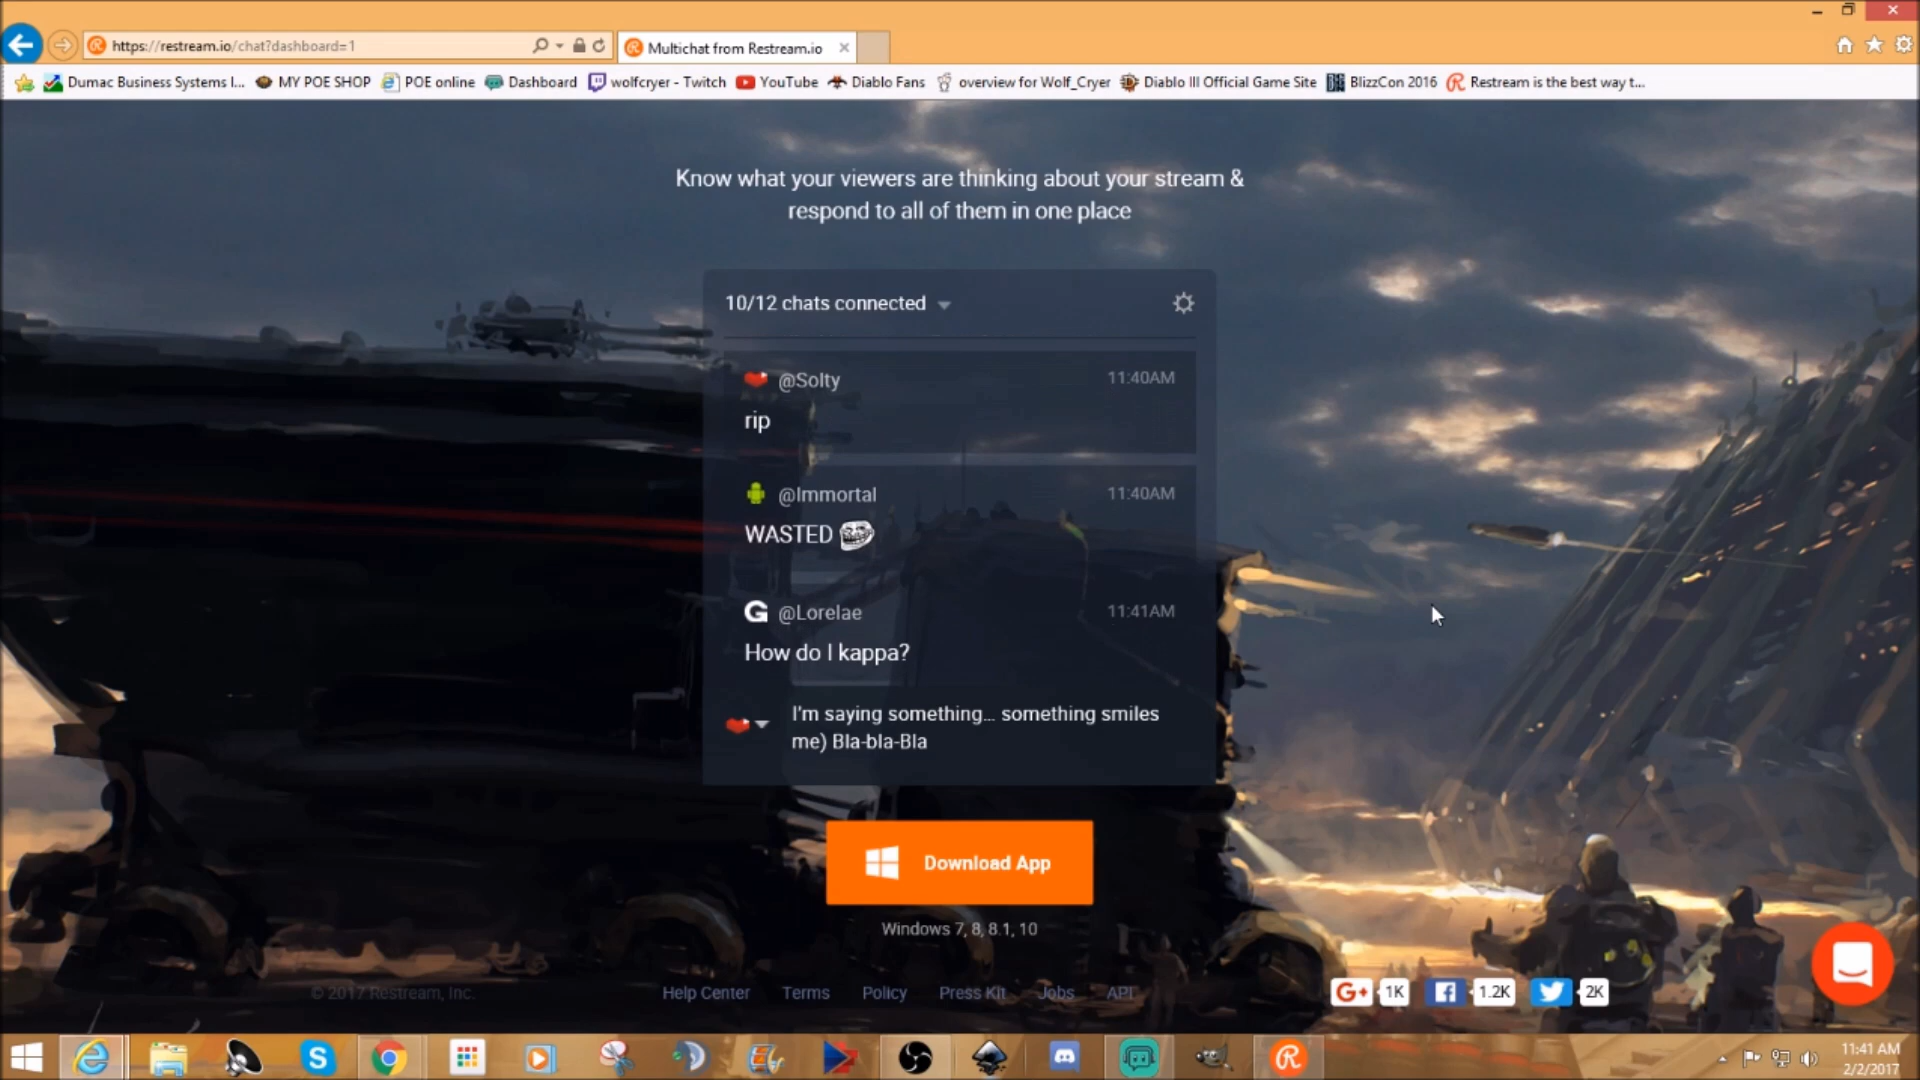 https://restream.io/chat?dashboard=1
Multichat from Restream.io
Dumac Business Systems I...
MY POE SHOP
POE online
Dashboard
wolfcryer - Twitch
YouTube
Diablo Fans
overview for Wolf_Cryer
Diablo III Official Game Site
BlizzCon 2016
Restream is the best way t...
Know what your viewers are thinking about your stream &
respond to all of them in one place
10/12 chats connected
@Solty 11:40AM
rip
@Immortal 11:40AM
WASTED
@Lorelae 11:41AM
How do I kappa?
I'm saying something... something smiles
me) Bla-bla-Bla
Download App
Windows 7, 8, 8.1, 10
© 2017 Restream, Inc.
Help Center Terms Policy Press Kit Jobs API
G+ 1K 1.2K 2K
11:41 AM
2/2/2017